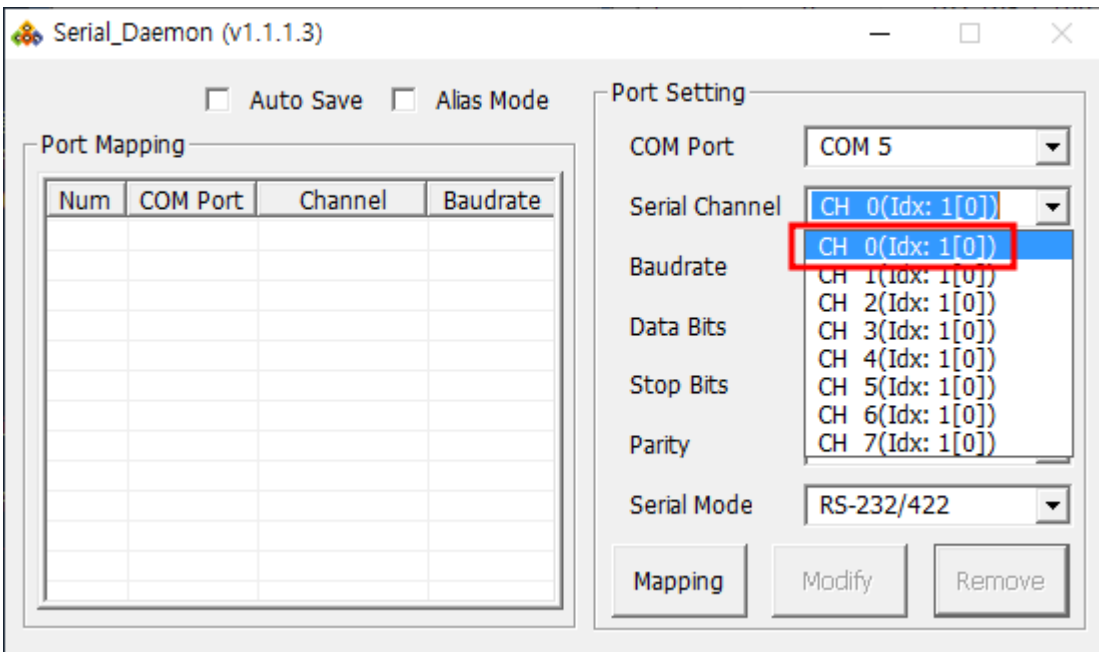 Serial_Daemon (v1.1.1.3)
Auto Save Alias Mode
Port Mapping
Num COM Port Channel Baudrate
Port Setting
COM Port COM 5
Serial Channel CH 0(Idx: 1[0])
CH 0(Idx: 1[0])
CH 1(Idx: 1[0])
CH 2(Idx: 1[0])
CH 3(Idx: 1[0])
CH 4(Idx: 1[0])
CH 5(Idx: 1[0])
CH 6(Idx: 1[0])
CH 7(Idx: 1[0])
Baudrate
Data Bits
Stop Bits
Parity
Serial Mode RS-232/422
Mapping Modify Remove